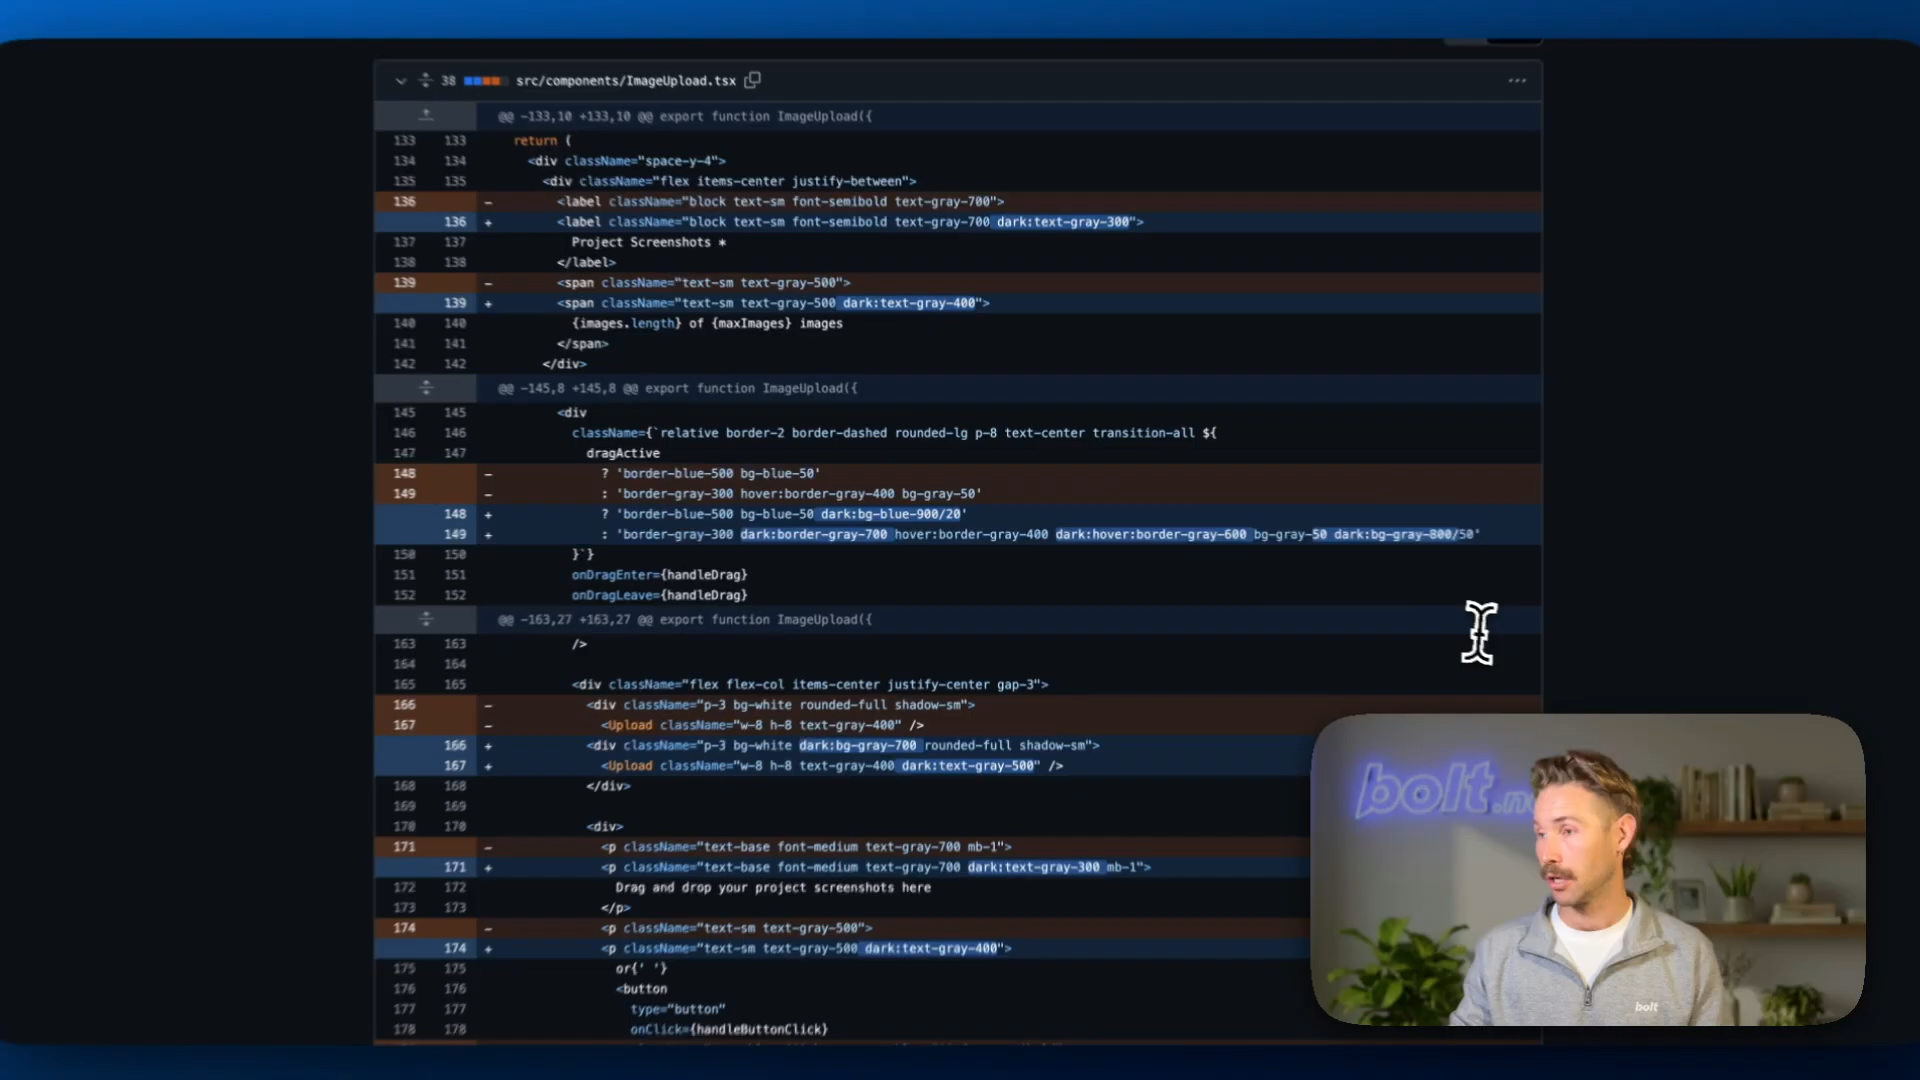 38 src/components/ImageUpload.tsx
@@ -133,10 +133,10 @@ export function ImageUpload({
133 133 return (
134 134 <div className="space-y-4">
135 135 <div className="flex items-center justify-between">
136 - <label className="block text-sm font-semibold text-gray-700">
136 + <label className="block text-sm font-semibold text-gray-700 dark:text-gray-300">
137 137 Project Screenshots *
138 138 </label>
139 - <span className="text-sm text-gray-500">
139 + <span className="text-sm text-gray-500 dark:text-gray-400">
140 140 {images.length} of {maxImages} images
141 141 </span>
142 142 </div>
@@ -145,8 +145,8 @@ export function ImageUpload({
145 145 <div
146 146 className={`relative border-2 border-dashed rounded-lg p-8 text-center transition-all ${
147 147 dragActive
148 - ? 'border-blue-500 bg-blue-50'
149 - : 'border-gray-300 hover:border-gray-400 bg-gray-50'
148 + ? 'border-blue-500 bg-blue-50 dark:bg-blue-900/20'
149 + : 'border-gray-300 dark:border-gray-700 hover:border-gray-400 dark:hover:border-gray-600 bg-gray-50 dark:bg-gray-800/50'
150 150 }`}
151 151 onDragEnter={handleDrag}
152 152 onDragLeave={handleDrag}
@@ -163,27 +163,27 @@ export function ImageUpload({
163 163 />
164 164
165 165 <div className="flex flex-col items-center justify-center gap-3">
166 - <div className="p-3 bg-white rounded-full shadow-sm">
167 - <Upload className="w-8 h-8 text-gray-400" />
166 + <div className="p-3 bg-white dark:bg-gray-700 rounded-full shadow-sm">
167 + <Upload className="w-8 h-8 text-gray-400 dark:text-gray-500" />
168 168 </div>
169 169
170 170 <div>
171 - <p className="text-base font-medium text-gray-700 mb-1">
171 + <p className="text-base font-medium text-gray-700 dark:text-gray-300 mb-1">
172 172 Drag and drop your project screenshots here
173 173 </p>
174 - <p className="text-sm text-gray-500">
174 + <p className="text-sm text-gray-500 dark:text-gray-400">
175 175 or{' '}
176 176 <button
177 177 type="button"
178 178 onClick={handleButtonClick}
bolt.n
bolt